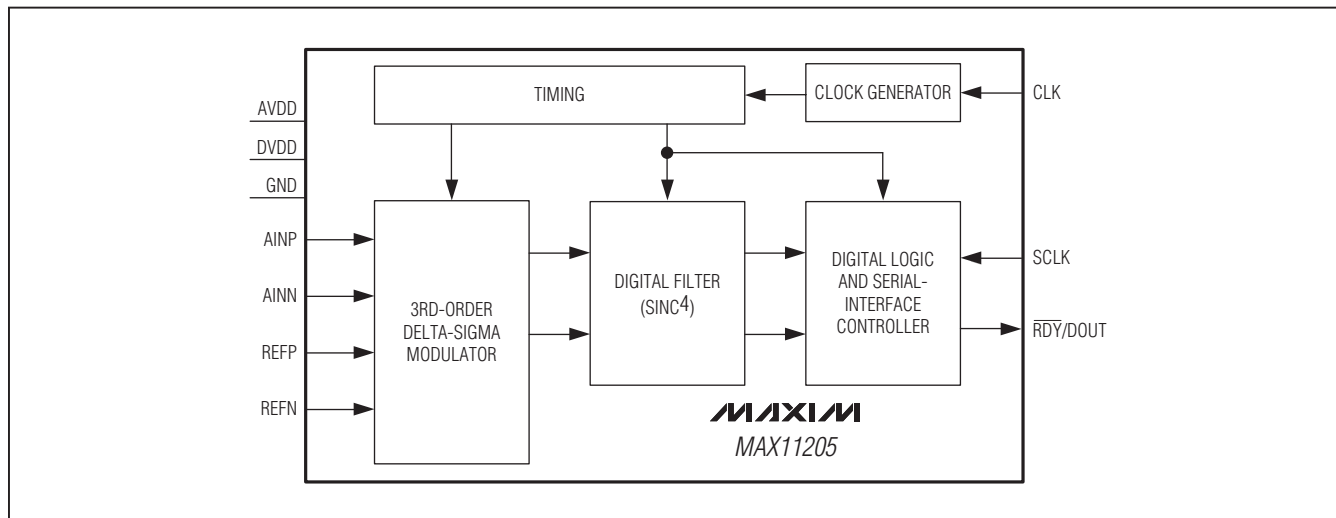 TIMING
CLOCK GENERATOR
CLK
AVDD
DVDD
GND
AINP
AINN
REFP
REFN
3RD-ORDER
DELTA-SIGMA
MODULATOR
DIGITAL FILTER
(SINC4)
DIGITAL LOGIC
AND SERIAL-
INTERFACE
CONTROLLER
SCLK
RDY/DOUT
MAXIM
MAX11205